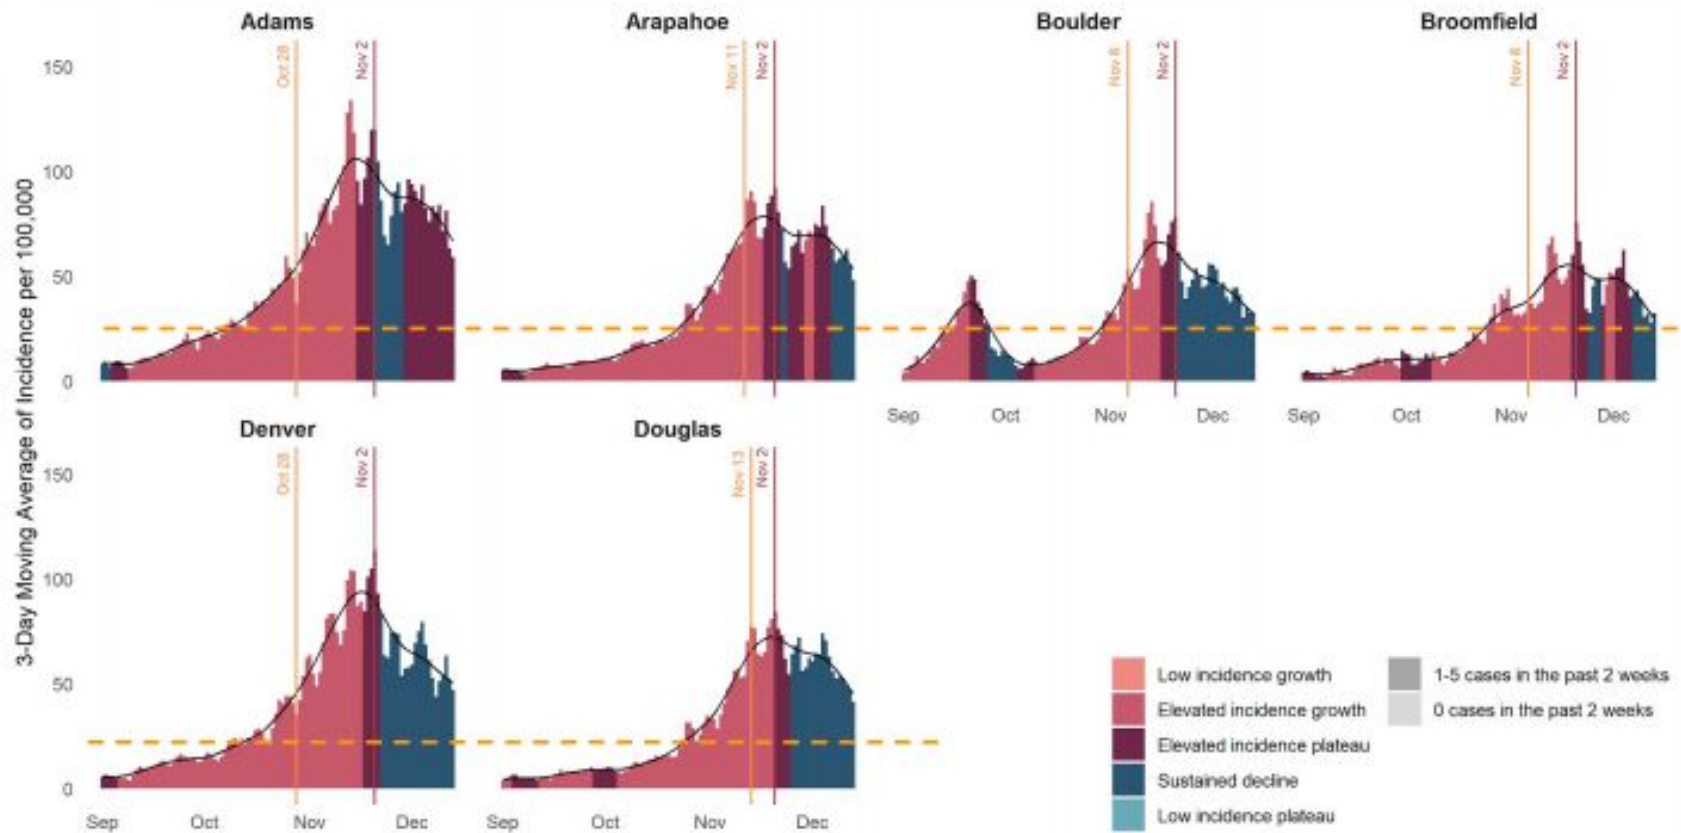 Adams
Arapahoe
Boulder
Broomfield
3-Day Moving Average of Incidence per 100,000
150
100
50
0
Oct 28
Nov 2
Nov 11
Nov 2
Nov 6
Nov 2
Nov 6
Nov 2
Sep
Oct
Nov
Dec
Sep
Oct
Nov
Dec
Denver
Douglas
150
100
50
0
Oct 28
Nov 2
Nov 13
Nov 2
Sep
Oct
Nov
Dec
Sep
Oct
Nov
Dec
Low incidence growth
Elevated incidence growth
Elevated incidence plateau
Sustained decline
Low incidence plateau
1-5 cases in the past 2 weeks
0 cases in the past 2 weeks